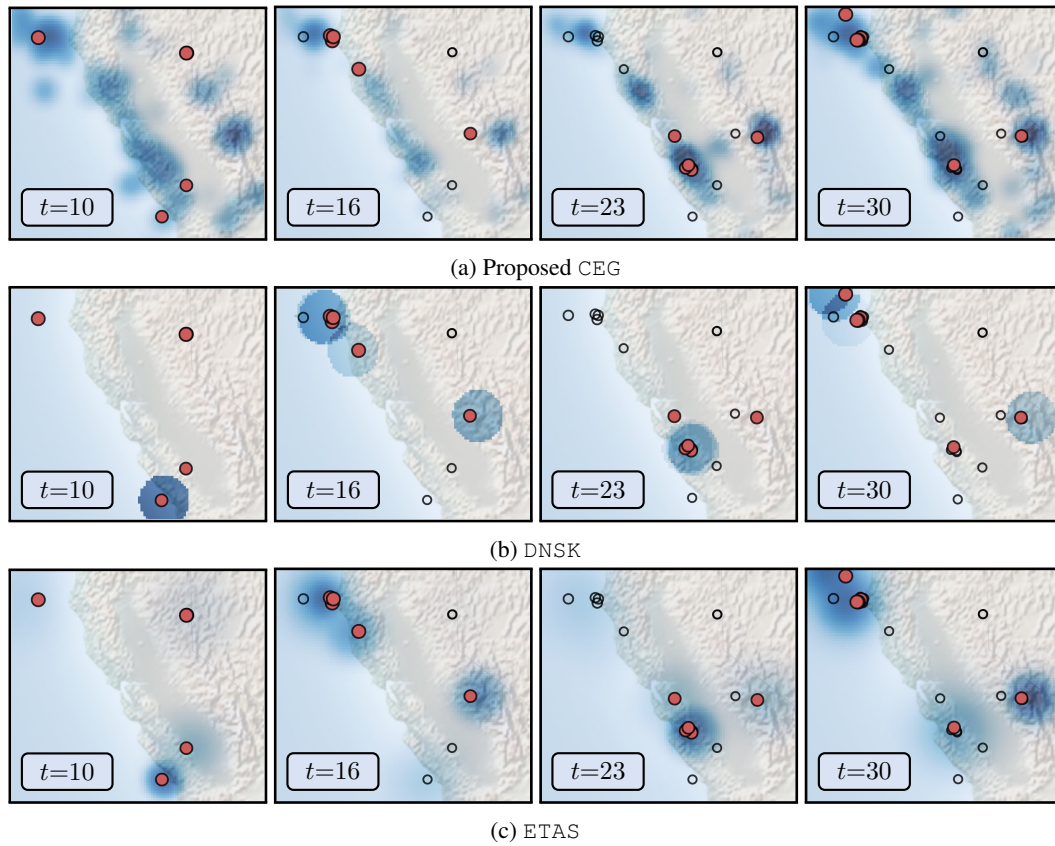 t=10
t=16
t=23
t=30
(a) Proposed CEG
t=10
t=16
t=23
t=30
(b) DNSK
t=10
t=16
t=23
t=30
(c) ETAS